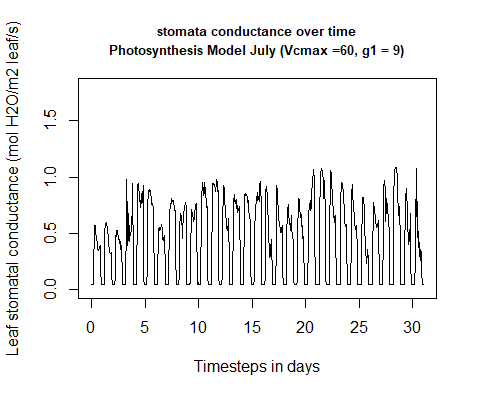 stomata conductance over time
Photosynthesis Model July (Vcmax =60, g1 = 9)
Leaf stomatal conductance (mol H2O/m2 leaf/s)
1.5
1.0
0.5
0.0
0 5 10 15 20 25 30
Timesteps in days